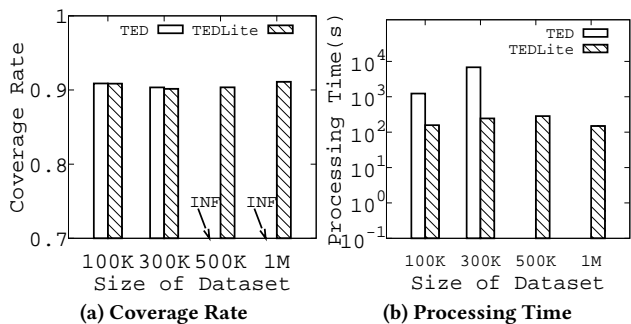 TED TEDLite
1
0.9
0.8
0.7
Coverage Rate
INF INF
100K 300K 500K 1M
Size of Dataset
(a) Coverage Rate
TED
TEDLite
10^4
10^3
10^2
10^1
10^0
10^-1
Processing Time(s)
100K 300K 500K 1M
Size of Dataset
(b) Processing Time